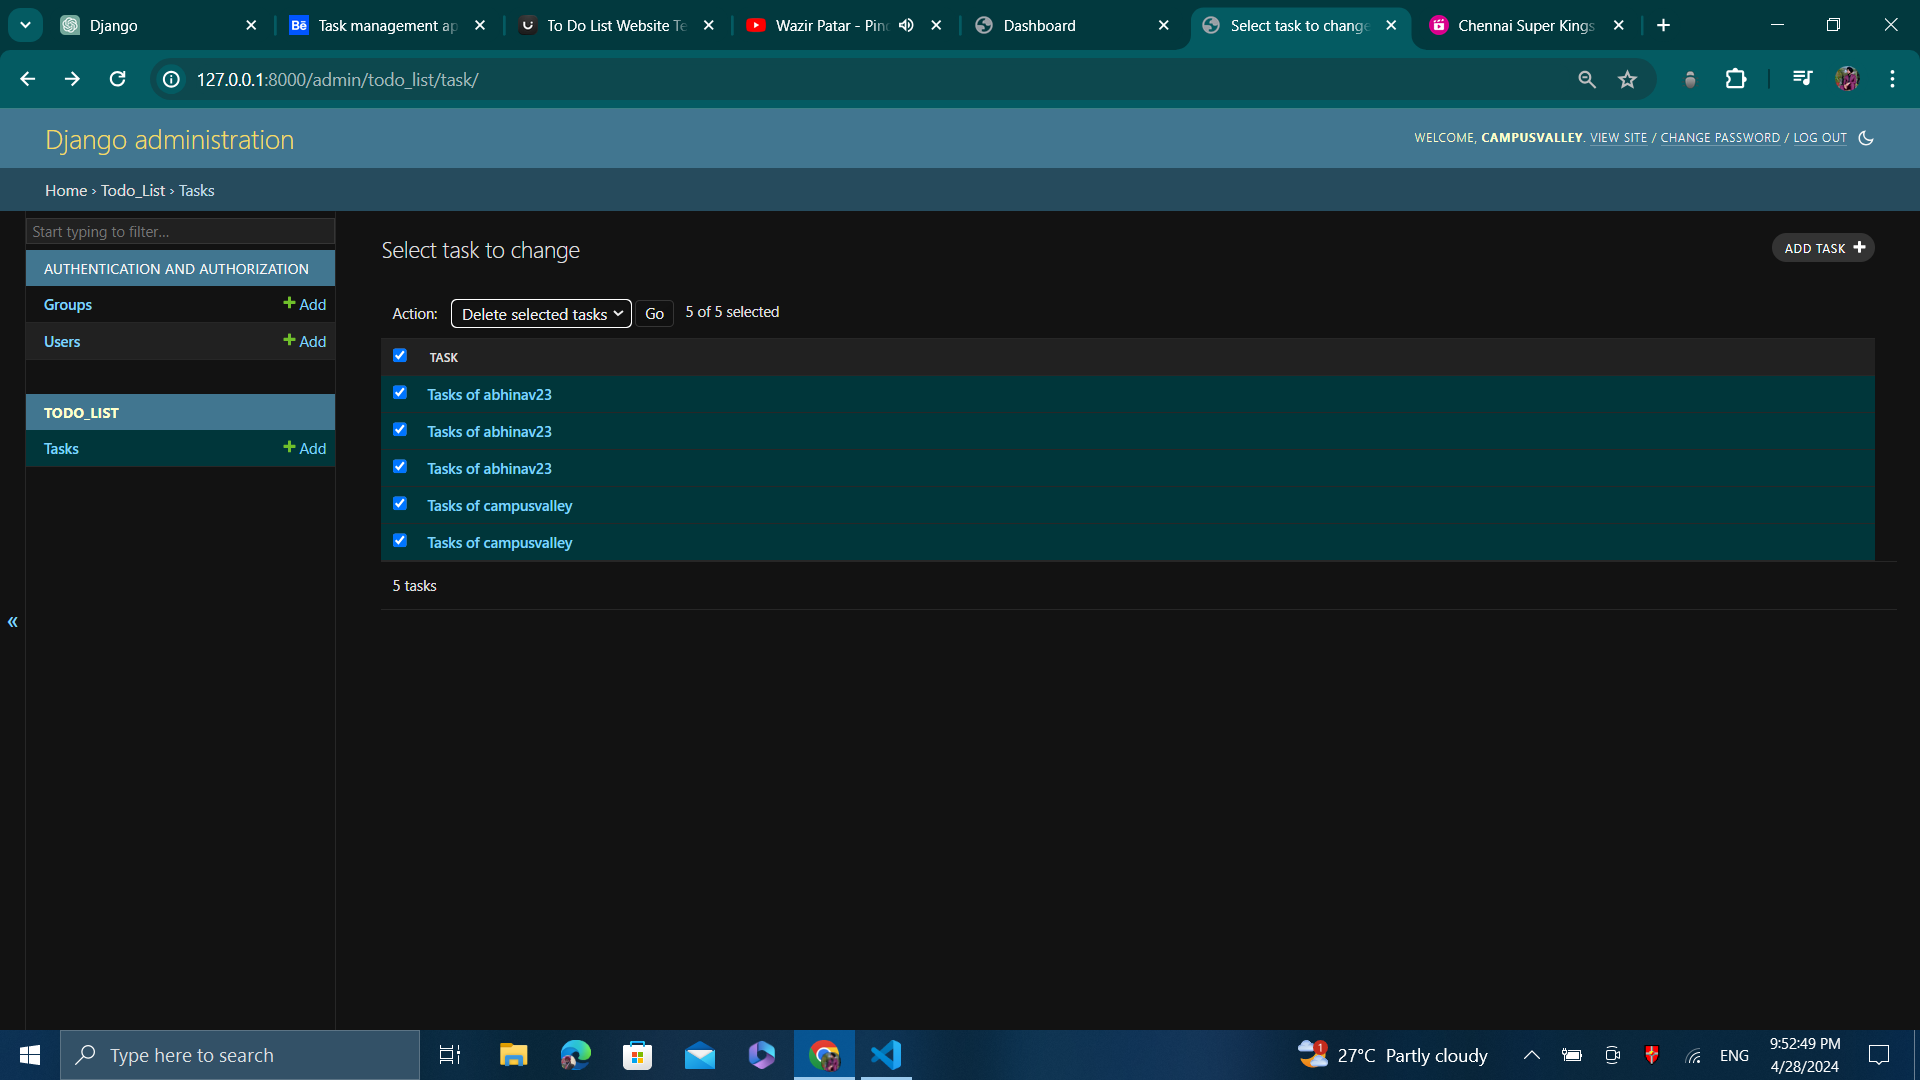 Django
Task management ap
To Do List Website Te
Wazir Patar - Pind
Dashboard
Select task to change
Chennai Super Kings
127.0.0.1:8000/admin/todo_list/task/
Django administration
WELCOME, CAMPUSVALLEY. VIEW SITE / CHANGE PASSWORD / LOG OUT
Home › Todo_List › Tasks
Start typing to filter...
AUTHENTICATION AND AUTHORIZATION
Groups
Add
Users
Add
TODO_LIST
Tasks
Add
Select task to change
ADD TASK
Action: Delete selected tasks Go 5 of 5 selected
TASK
Tasks of abhinav23
Tasks of abhinav23
Tasks of abhinav23
Tasks of campusvalley
Tasks of campusvalley
5 tasks
«
Type here to search
1
27°C Partly cloudy
ENG
9:52:49 PM
4/28/2024